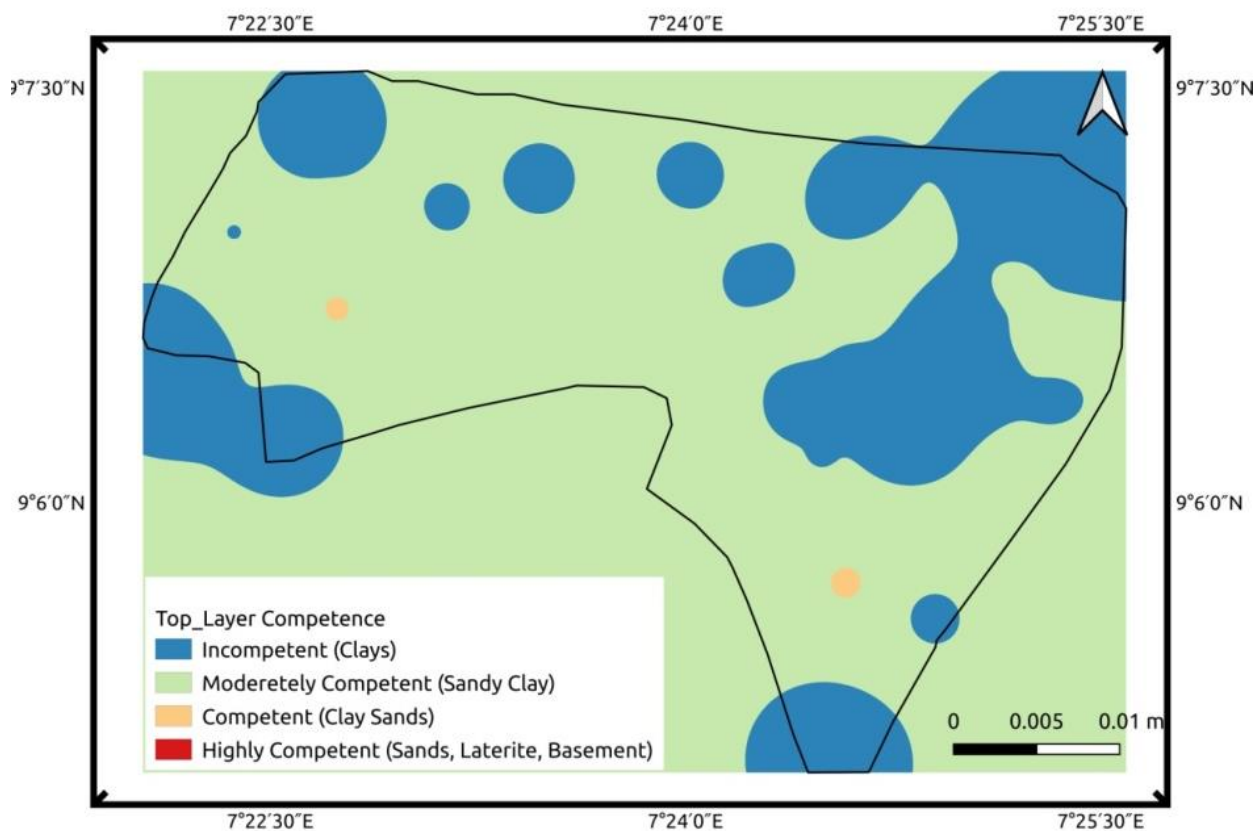 7°22′30″E 7°24′0″E 7°25′30″E
9°7′30″N 9°7′30″N
9°6′0″N 9°6′0″N
Top_Layer Competence
Incompetent (Clays)
Moderetely Competent (Sandy Clay)
Competent (Clay Sands)
Highly Competent (Sands, Laterite, Basement)
0 0.005 0.01 m
7°22′30″E 7°24′0″E 7°25′30″E